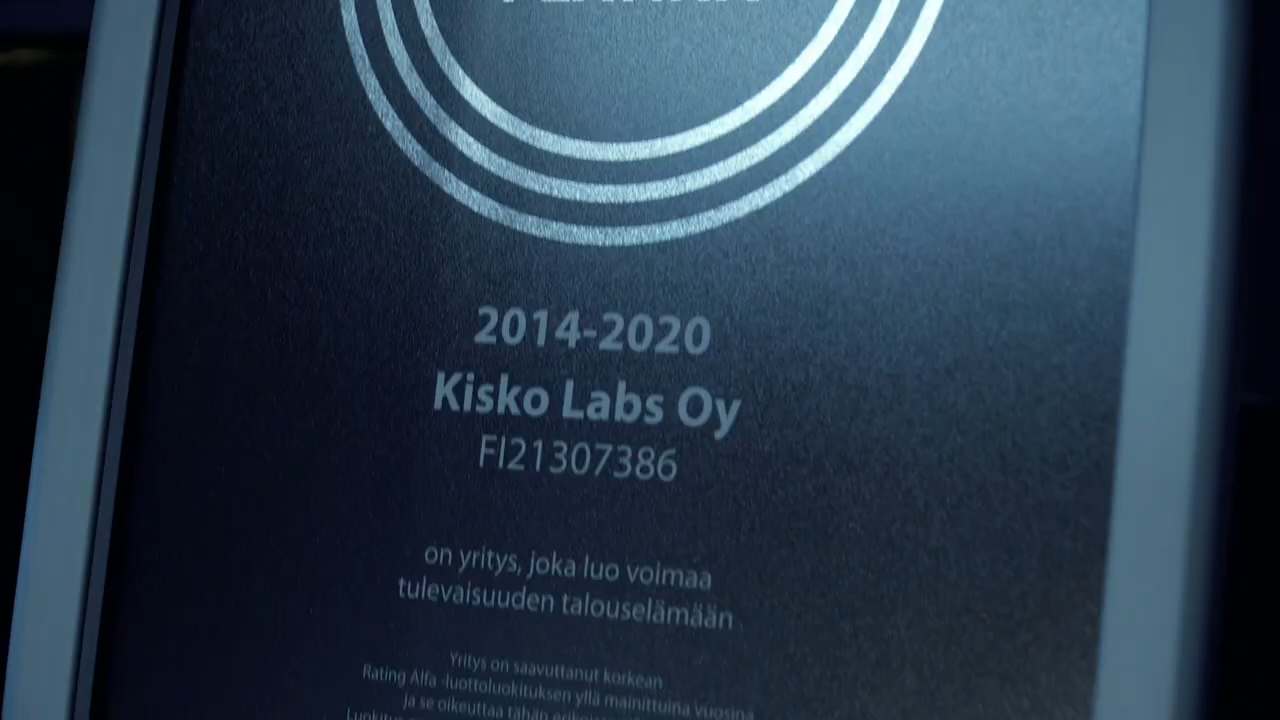 2014-2020
Kisko Labs Oy
FI21307386
on yritys, joka luo voimaa
tulevaisuuden talouselämään
Yritys on saavuttanut korkean
Rating Alfa -luottoluokituksen yllä mainittuina vuosina
ja se oikeuttaa tähän